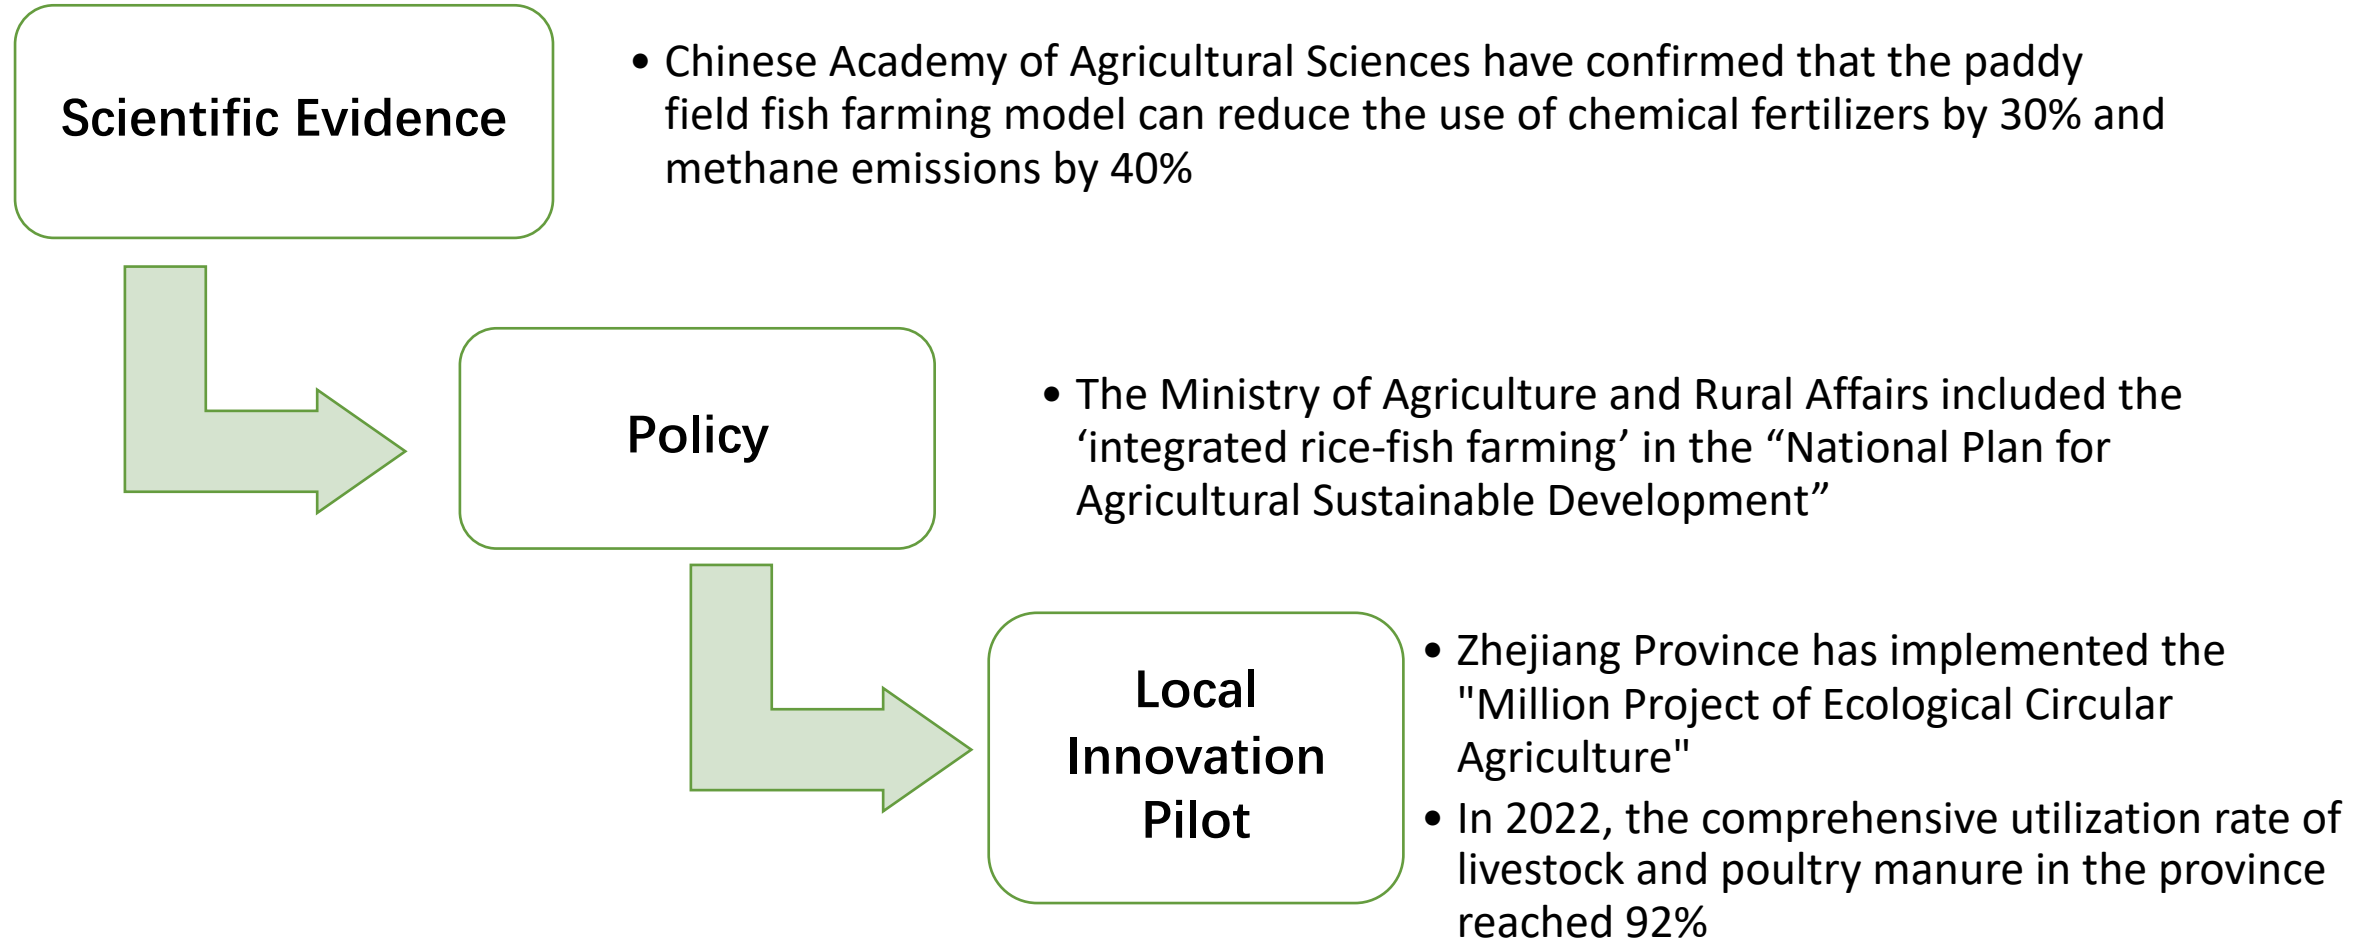 Scientific Evidence
• Chinese Academy of Agricultural Sciences have confirmed that the paddy
field fish farming model can reduce the use of chemical fertilizers by 30% and
methane emissions by 40%
Policy
• The Ministry of Agriculture and Rural Affairs included the
‘integrated rice-fish farming’ in the “National Plan for
Agricultural Sustainable Development”
Local
Innovation
Pilot
• Zhejiang Province has implemented the
"Million Project of Ecological Circular
Agriculture"
• In 2022, the comprehensive utilization rate of
livestock and poultry manure in the province
reached 92%